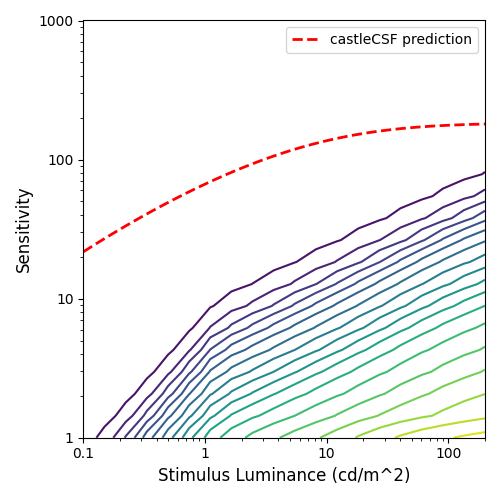 1000
castleCSF prediction
100
Sensitivity
10
1
0.1 1 10 100
Stimulus Luminance (cd/m^2)